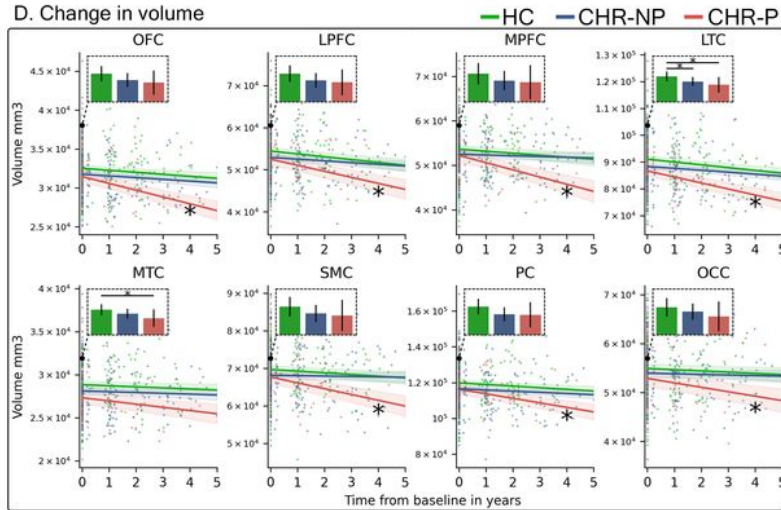 D. Change in volume
HC CHR-NP CHR-P
OFC LPFC MPFC LTC
Volume mm3
4.5 × 10⁴
4 × 10⁴
3.5 × 10⁴
3 × 10⁴
2.5 × 10⁴
*
0 1 2 3 4 5
7 × 10⁴
6 × 10⁴
5 × 10⁴
4 × 10⁴
*
0 1 2 3 4 5
7 × 10⁴
6 × 10⁴
5 × 10⁴
4 × 10⁴
*
0 1 2 3 4 5
1.3 × 10⁵
1.2 × 10⁵
1.1 × 10⁵
10⁵
9 × 10⁴
8 × 10⁴
7 × 10⁴
6 × 10⁴
*
*
*
0 1 2 3 4 5
MTC SMC PC OCC
Volume mm3
4 × 10⁴
3.5 × 10⁴
3 × 10⁴
2.5 × 10⁴
2 × 10⁴
*
0 1 2 3 4 5
9 × 10⁴
8 × 10⁴
7 × 10⁴
6 × 10⁴
5 × 10⁴
*
0 1 2 3 4 5
1.6 × 10⁵
1.4 × 10⁵
1.2 × 10⁵
10⁵
*
0 1 2 3 4 5
7 × 10⁴
6 × 10⁴
5 × 10⁴
4 × 10⁴
*
0 1 2 3 4 5
Time from baseline in years